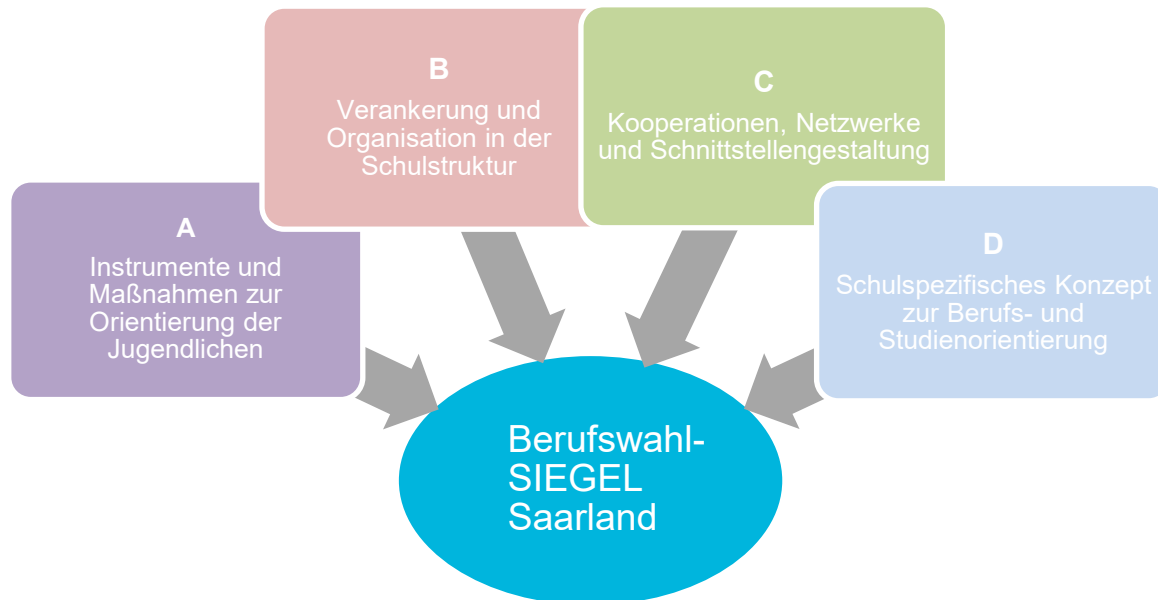 A
Instrumente und
Maßnahmen zur
Orientierung der
Jugendlichen
B
Verankerung und
Organisation in der
Schulstruktur
C
Kooperationen, Netzwerke
und Schnittstellengestaltung
D
Schulspezifisches Konzept
zur Berufs- und
Studienorientierung
Berufswahl-
SIEGEL
Saarland